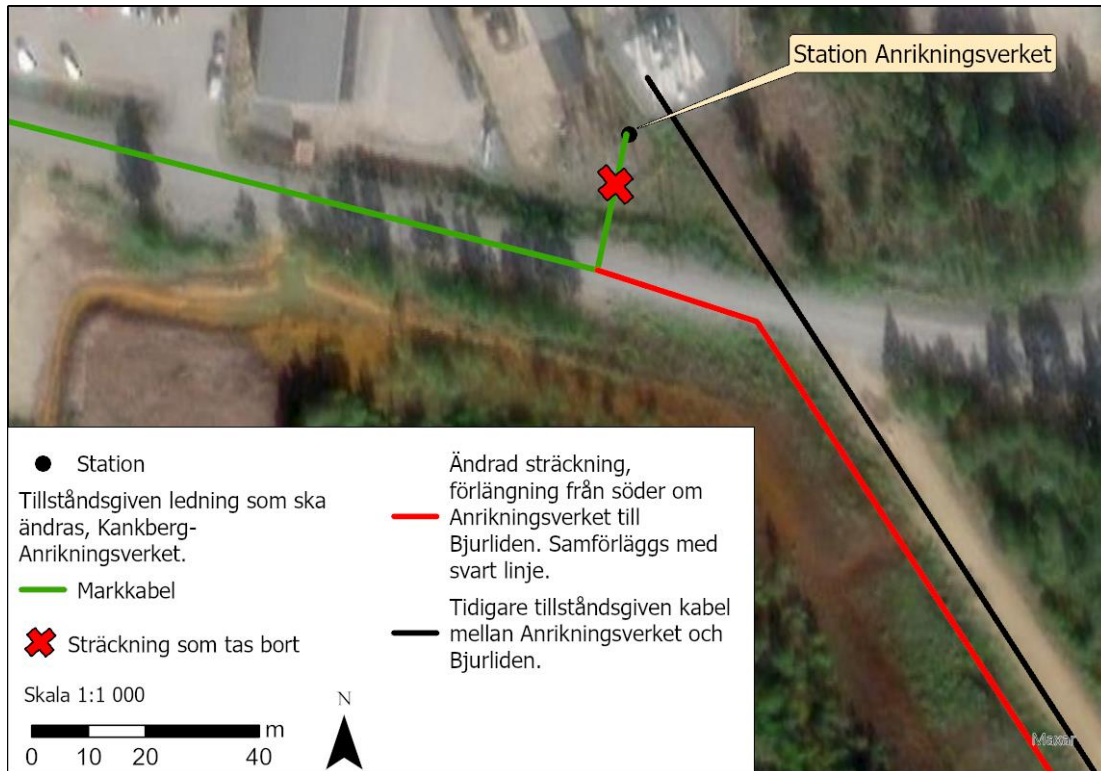 Station Anrikningsverket
Station
Tillståndsgiven ledning som ska
ändras, Kankberg-
Anrikningsverket.
Markkabel
Sträckning som tas bort
Skala 1:1 000
m
0 10 20 40
N
Ändrad sträckning,
förlängning från söder om
Anrikningsverket till
Bjurliden. Samförläggs med
svart linje.
Tidigare tillståndsgiven kabel
mellan Anrikningsverket och
Bjurliden.
Maxar